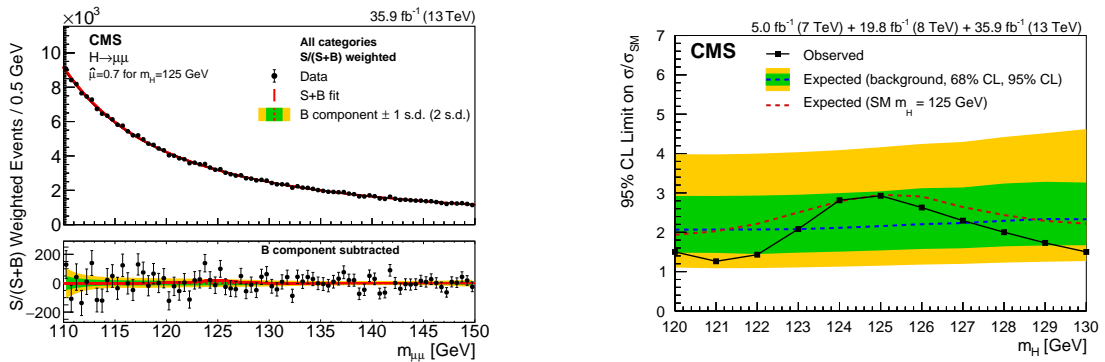 ×10³
35.9 fb⁻¹ (13 TeV)
CMS
H→μμ
μ̂=0.7 for m_H=125 GeV
All categories
S/(S+B) weighted
Data
S+B fit
B component ± 1 s.d. (2 s.d.)
S/(S+B) Weighted Events / 0.5 GeV
10
8
6
4
2
0
B component subtracted
200
0
−200
110 115 120 125 130 135 140 145 150
m_μμ [GeV]
5.0 fb⁻¹ (7 TeV) + 19.8 fb⁻¹ (8 TeV) + 35.9 fb⁻¹ (13 TeV)
CMS
Observed
Expected (background, 68% CL, 95% CL)
Expected (SM m_H = 125 GeV)
95% CL Limit on σ/σ_SM
7
6
5
4
3
2
1
0
120 121 122 123 124 125 126 127 128 129 130
m_H [GeV]